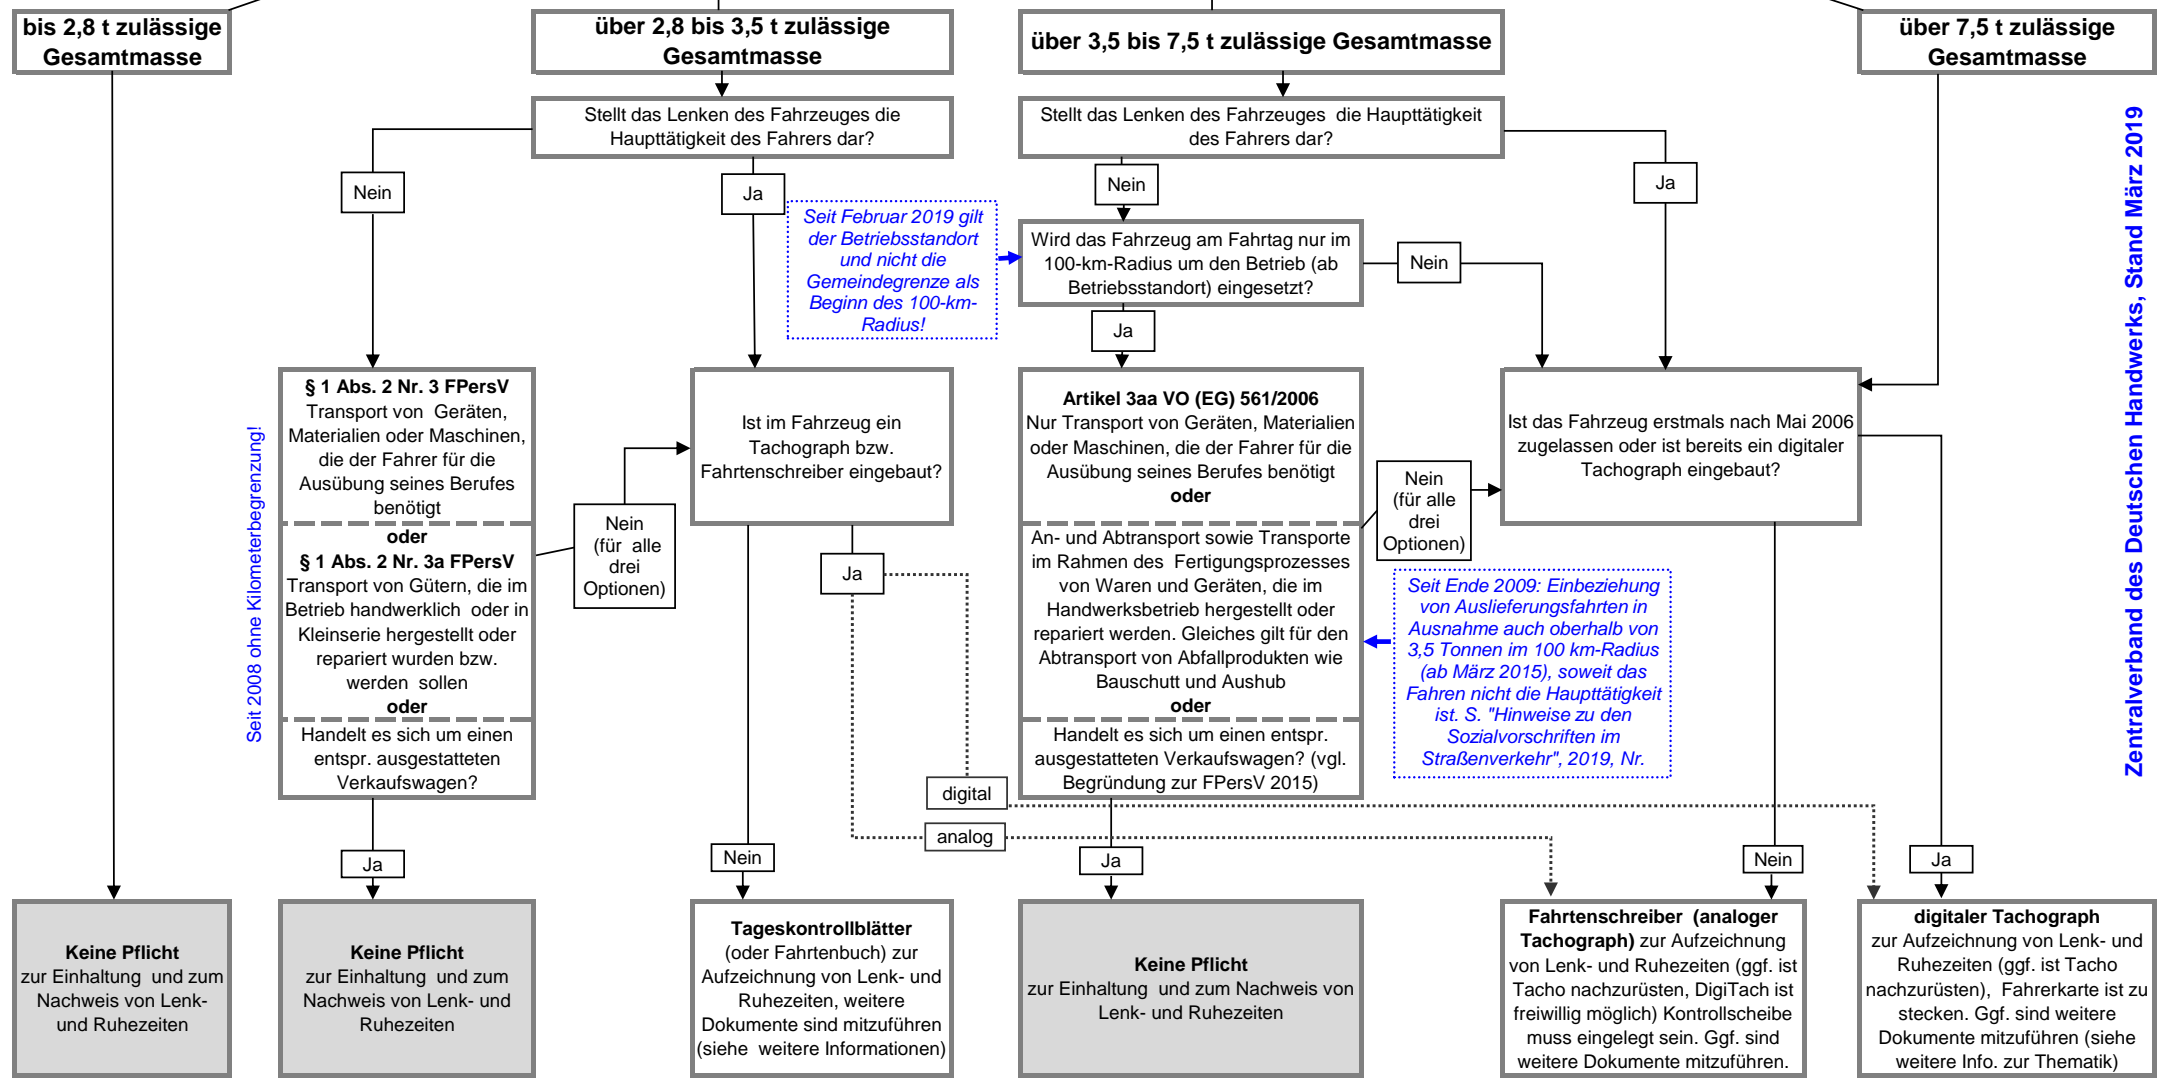 bis 2,8 t zulässige
Gesamtmasse
über 2,8 bis 3,5 t zulässige
Gesamtmasse
über 3,5 bis 7,5 t zulässige Gesamtmasse
über 7,5 t zulässige
Gesamtmasse
Stellt das Lenken des Fahrzeuges die
Haupttätigkeit des Fahrers dar?
Stellt das Lenken des Fahrzeuges die Haupttätigkeit
des Fahrers dar?
Nein
Ja
Nein
Ja
Seit Februar 2019 gilt
der Betriebsstandort
und nicht die
Gemeindegrenze als
Beginn des 100-km-
Radius!
Wird das Fahrzeug am Fahrtag nur im
100-km-Radius um den Betrieb (ab
Betriebsstandort) eingesetzt?
Nein
Ja
Zentralverband des Deutschen Handwerks, Stand März 2019
Seit 2008 ohne Kilometerbegrenzung!
§ 1 Abs. 2 Nr. 3 FPersV
Transport von Geräten,
Materialien oder Maschinen,
die der Fahrer für die
Ausübung seines Berufes
benötigt
oder
§ 1 Abs. 2 Nr. 3a FPersV
Transport von Gütern, die im
Betrieb handwerklich oder in
Kleinserie hergestellt oder
repariert wurden bzw.
werden sollen
oder
Handelt es sich um einen
entspr. ausgestatteten
Verkaufswagen?
Nein
(für alle
drei
Optionen)
Ist im Fahrzeug ein
Tachograph bzw.
Fahrtenschreiber eingebaut?
Ja
Artikel 3aa VO (EG) 561/2006
Nur Transport von Geräten, Materialien
oder Maschinen, die der Fahrer für die
Ausübung seines Berufes benötigt
oder
An- und Abtransport sowie Transporte
im Rahmen des Fertigungsprozesses
von Waren und Geräten, die im
Handwerksbetrieb hergestellt oder
repariert werden. Gleiches gilt für den
Abtransport von Abfallprodukten wie
Bauschutt und Aushub
oder
Handelt es sich um einen entspr.
ausgestatteten Verkaufswagen? (vgl.
Begründung zur FPersV 2015)
Nein
(für alle
drei
Optionen)
Ist das Fahrzeug erstmals nach Mai 2006
zugelassen oder ist bereits ein digitaler
Tachograph eingebaut?
Seit Ende 2009: Einbeziehung
von Auslieferungsfahrten in
Ausnahme auch oberhalb von
3,5 Tonnen im 100 km-Radius
(ab März 2015), soweit das
Fahren nicht die Haupttätigkeit
ist. S. "Hinweise zu den
Sozialvorschriften im
Straßenverkehr", 2019, Nr.
digital
analog
Ja
Nein
Ja
Nein
Ja
Keine Pflicht
zur Einhaltung und zum
Nachweis von Lenk-
und Ruhezeiten
Keine Pflicht
zur Einhaltung und zum
Nachweis von Lenk- und
Ruhezeiten
Tageskontrollblätter
(oder Fahrtenbuch) zur
Aufzeichnung von Lenk- und
Ruhezeiten, weitere
Dokumente sind mitzuführen
(siehe weitere Informationen)
Keine Pflicht
zur Einhaltung und zum Nachweis von
Lenk- und Ruhezeiten
Fahrtenschreiber (analoger
Tachograph) zur Aufzeichnung
von Lenk- und Ruhezeiten (ggf. ist
Tacho nachzurüsten, DigiTach ist
freiwillig möglich) Kontrollscheibe
muss eingelegt sein. Ggf. sind
weitere Dokumente mitzuführen.
digitaler Tachograph
zur Aufzeichnung von Lenk- und
Ruhezeiten (ggf. ist Tacho
nachzurüsten), Fahrerkarte ist zu
stecken. Ggf. sind weitere
Dokumente mitzuführen (siehe
weitere Info. zur Thematik)